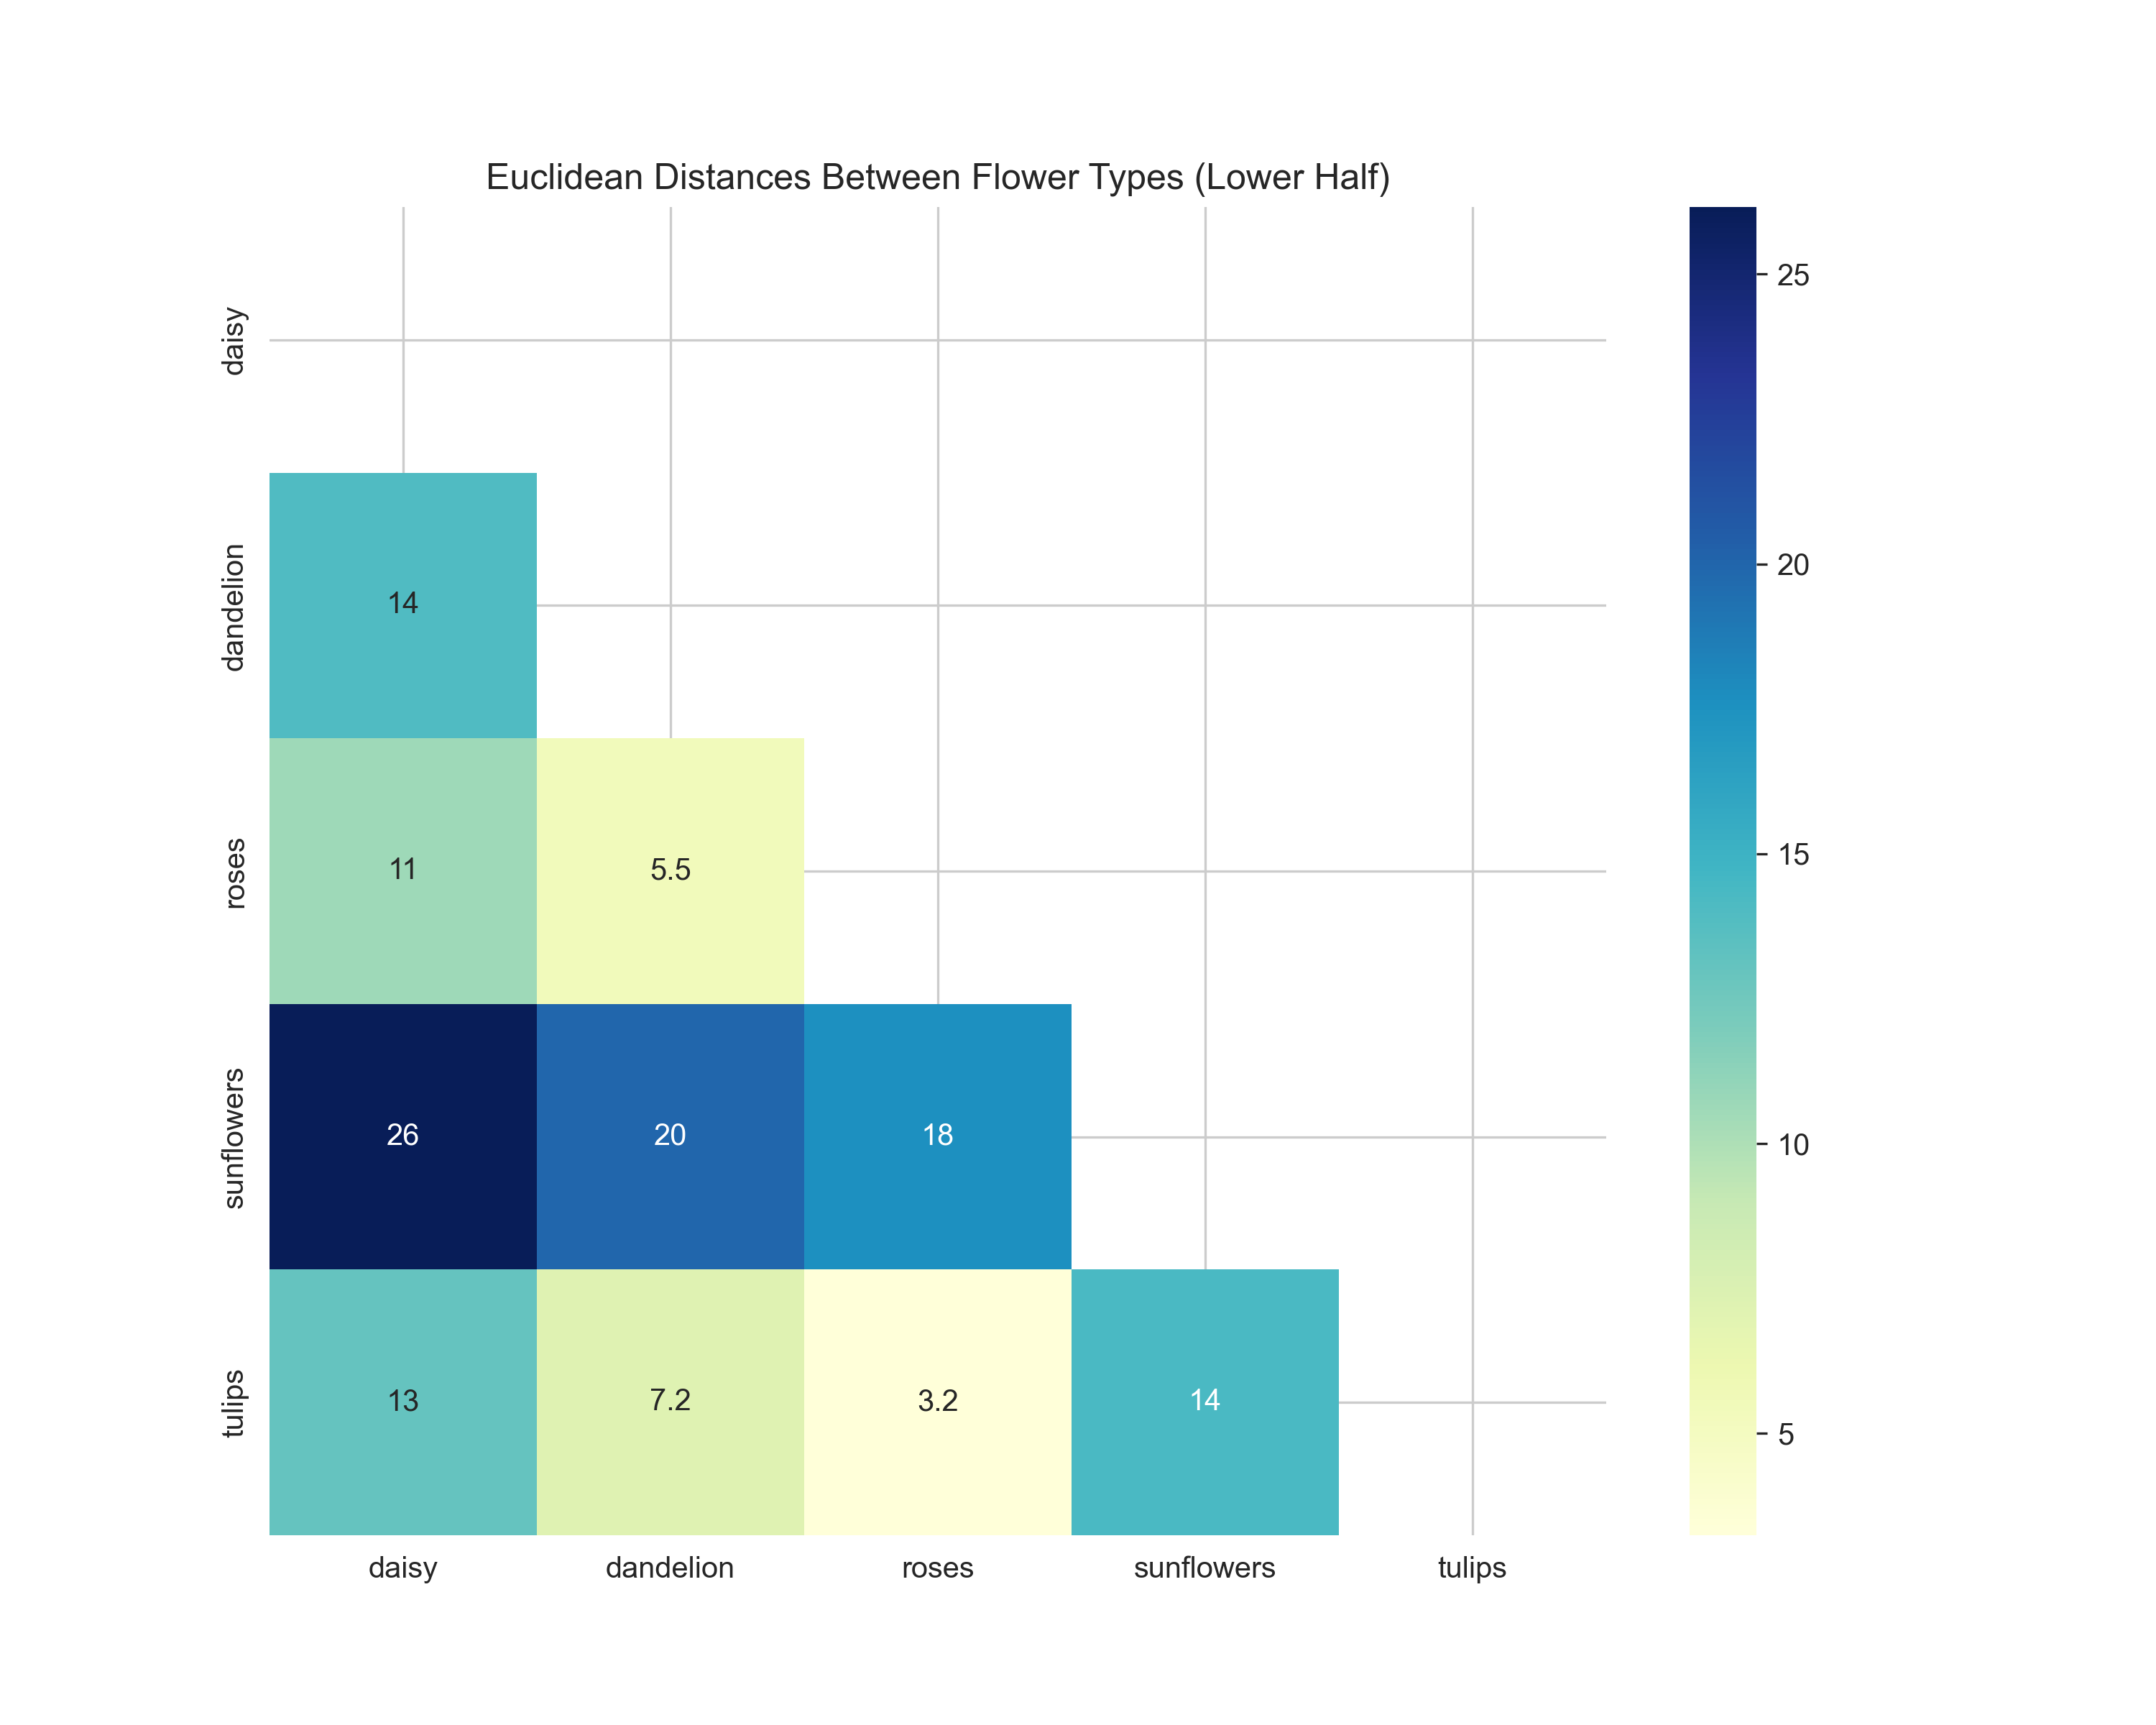 Euclidean Distances Between Flower Types (Lower Half)
daisy
dandelion
roses
sunflowers
tulips
14
11 5.5
26 20 18
13 7.2 3.2 14
daisy dandelion roses sunflowers tulips
25
20
15
10
5